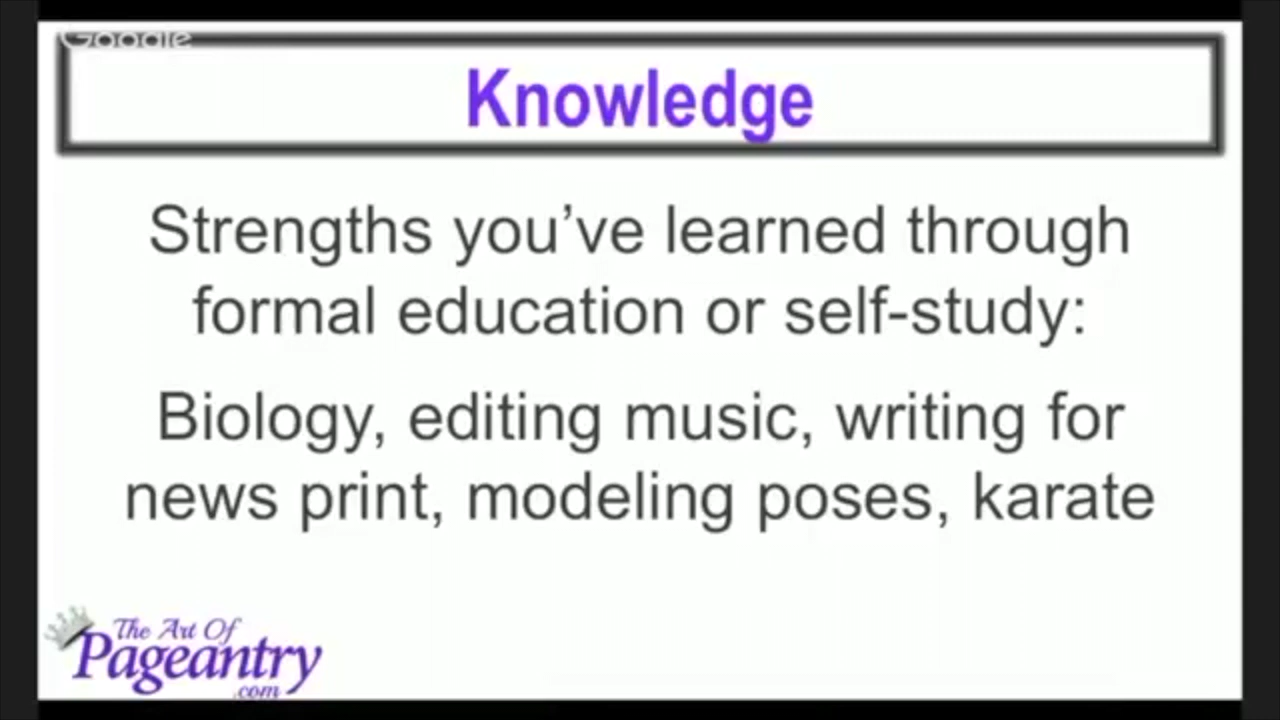 Google
Knowledge
Strengths you’ve learned through
formal education or self-study:
Biology, editing music, writing for
news print, modeling poses, karate
The Art Of
Pageantry
.com